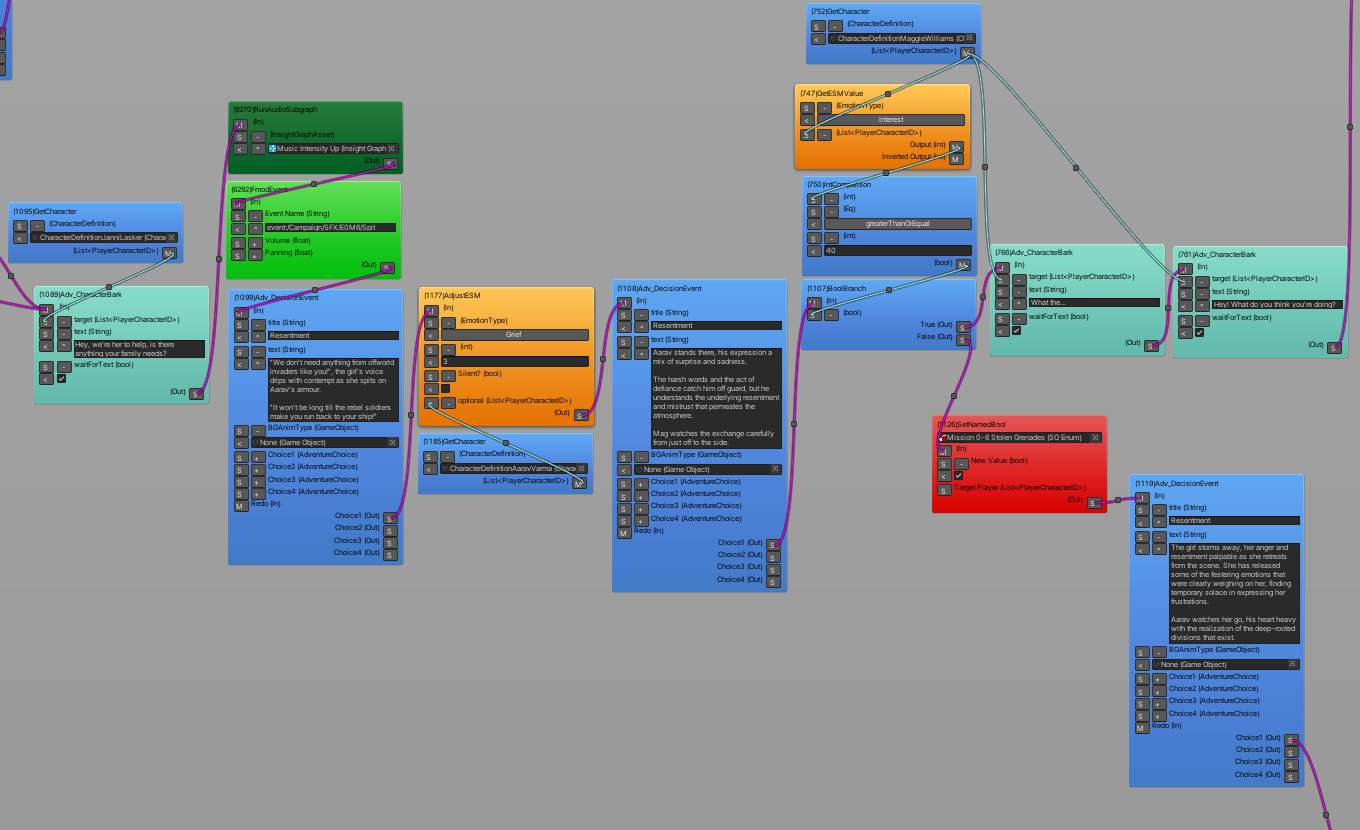 (1095)GetCharacter
(CharacterDefinition)
CharacterDefinitionJanniLasker (Chara
(List<PlayerCharacterID>)
(1089)Adv_CharacterBark
(In)
target (List<PlayerCharacterID>)
text (String)
Hey, we're her to help, is there
anything your family needs?
waitForText (bool)
(Out)
(9270)RunAudioSubgraph
(In)
(InsightGraphAsset)
Music Intensity Up (Insight Graph
(Out)
(6292)FmodEvent
(In)
Event Name (String)
event:/Campaign/SFX/E0M6/Spit
Volume (float)
Panning (float)
(Out)
(1099)Adv_DecisionEvent
(In)
title (String)
Resentment
text (String)
"We don't need anything from offworld
invaders like you!", the girl's voice
drips with contempt as she spits on
Aarav's armour.
"It won't be long till the rebel soldiers
make you run back to your ship!"
BGAnimType (GameObject)
None (Game Object)
Choice1 (AdventureChoice)
Choice2 (AdventureChoice)
Choice3 (AdventureChoice)
Choice4 (AdventureChoice)
Redo (In)
Choice1 (Out)
Choice2 (Out)
Choice3 (Out)
Choice4 (Out)
(1177)AdjustESM
(In)
(EmotionType)
Grief
(int)
3
Silent? (bool)
optional (List<PlayerCharacterID>)
(Out)
(1185)GetCharacter
(CharacterDefinition)
CharacterDefinitionAaravVarma (Chara
(List<PlayerCharacterID>)
(1108)Adv_DecisionEvent
(In)
title (String)
Resentment
text (String)
Aarav stands there, his expression a
mix of surprise and sadness.
The harsh words and the act of
defiance catch him off guard, but he
understands the underlying resentment
and mistrust that permeates the
atmosphere.
Mag watches the exchange carefully
from just off to the side.
BGAnimType (GameObject)
None (Game Object)
Choice1 (AdventureChoice)
Choice2 (AdventureChoice)
Choice3 (AdventureChoice)
Choice4 (AdventureChoice)
Redo (In)
Choice1 (Out)
Choice2 (Out)
Choice3 (Out)
Choice4 (Out)
(752)GetCharacter
(CharacterDefinition)
CharacterDefinitionMaggieWilliams (Cl
(List<PlayerCharacterID>)
(747)GetESMValue
(EmotionType)
Interest
(List<PlayerCharacterID>)
Output (int)
Inverted Output (int)
(750)IntComparison
(int)
(Eq)
greaterThanOrEqual
(int)
40
(bool)
(1107)BoolBranch
(In)
(bool)
True (Out)
False (Out)
(766)Adv_CharacterBark
(In)
target (List<PlayerCharacterID>)
text (String)
What the...
waitForText (bool)
(Out)
(761)Adv_CharacterBark
(In)
target (List<PlayerCharacterID>)
text (String)
Hey! What do you think you're doing?
waitForText (bool)
(Out)
(1126)SetNamedBool
Mission 0-6 Stolen Grenades (SO Enum)
(In)
New Value (bool)
Target Player (List<PlayerCharacterID>)
(Out)
(1119)Adv_DecisionEvent
(In)
title (String)
Resentment
text (String)
The girl storms away, her anger and
resentment palpable as she retreats
from the scene. She has released
some of the festering emotions that
were clearly weighing on her, finding
temporary solace in expressing her
frustrations.
Aarav watches her go, his heart heavy
with the realization of the deep-rooted
divisions that exist.
BGAnimType (GameObject)
None (Game Object)
Choice1 (AdventureChoice)
Choice2 (AdventureChoice)
Choice3 (AdventureChoice)
Choice4 (AdventureChoice)
Redo (In)
Choice1 (Out)
Choice2 (Out)
Choice3 (Out)
Choice4 (Out)